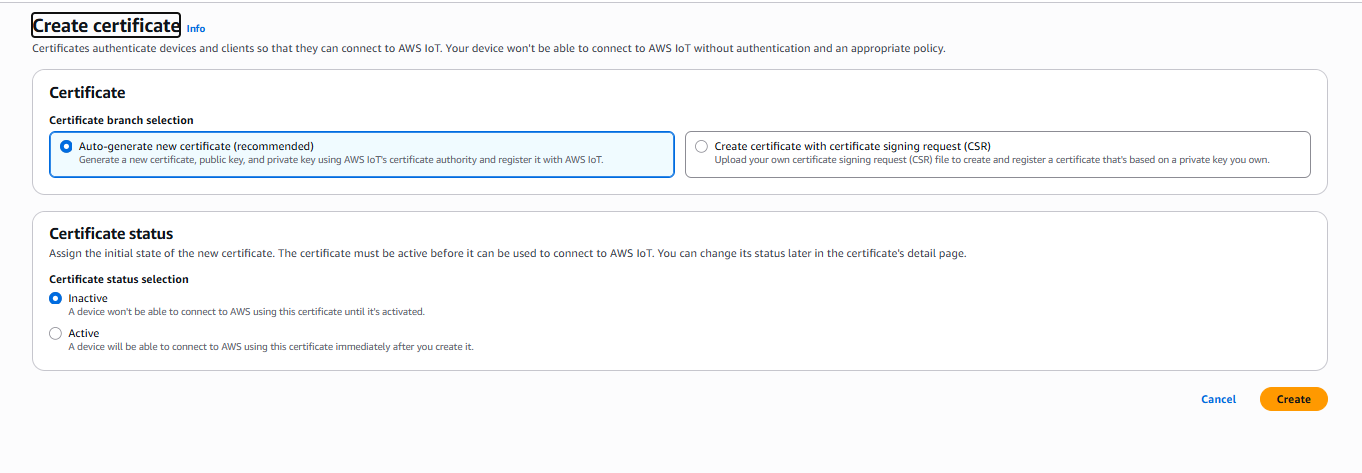 Create certificate Info
Certificates authenticate devices and clients so that they can connect to AWS IoT. Your device won't be able to connect to AWS IoT without authentication and an appropriate policy.
Certificate
Certificate branch selection
Auto-generate new certificate (recommended)
Generate a new certificate, public key, and private key using AWS IoT's certificate authority and register it with AWS IoT.
Create certificate with certificate signing request (CSR)
Upload your own certificate signing request (CSR) file to create and register a certificate that's based on a private key you own.
Certificate status
Assign the initial state of the new certificate. The certificate must be active before it can be used to connect to AWS IoT. You can change its status later in the certificate's detail page.
Certificate status selection
Inactive
A device won't be able to connect to AWS using this certificate until it's activated.
Active
A device will be able to connect to AWS using this certificate immediately after you create it.
Cancel Create